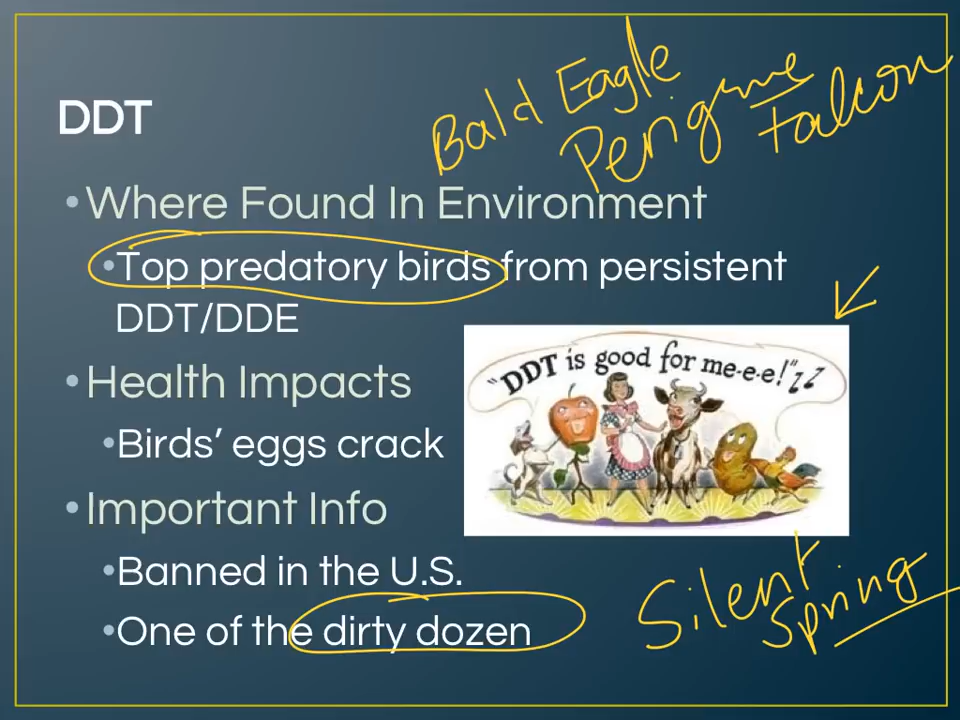 Bald Eagle
Perigrine
falcon
DDT
•Where Found In Environment
•Top predatory birds from persistent
DDT/DDE
•Health Impacts
"DDT is good for me-e-e!"
•Birds' eggs crack
•Important Info
•Banned in the U.S.
•One of the dirty dozen
Silent
Spring